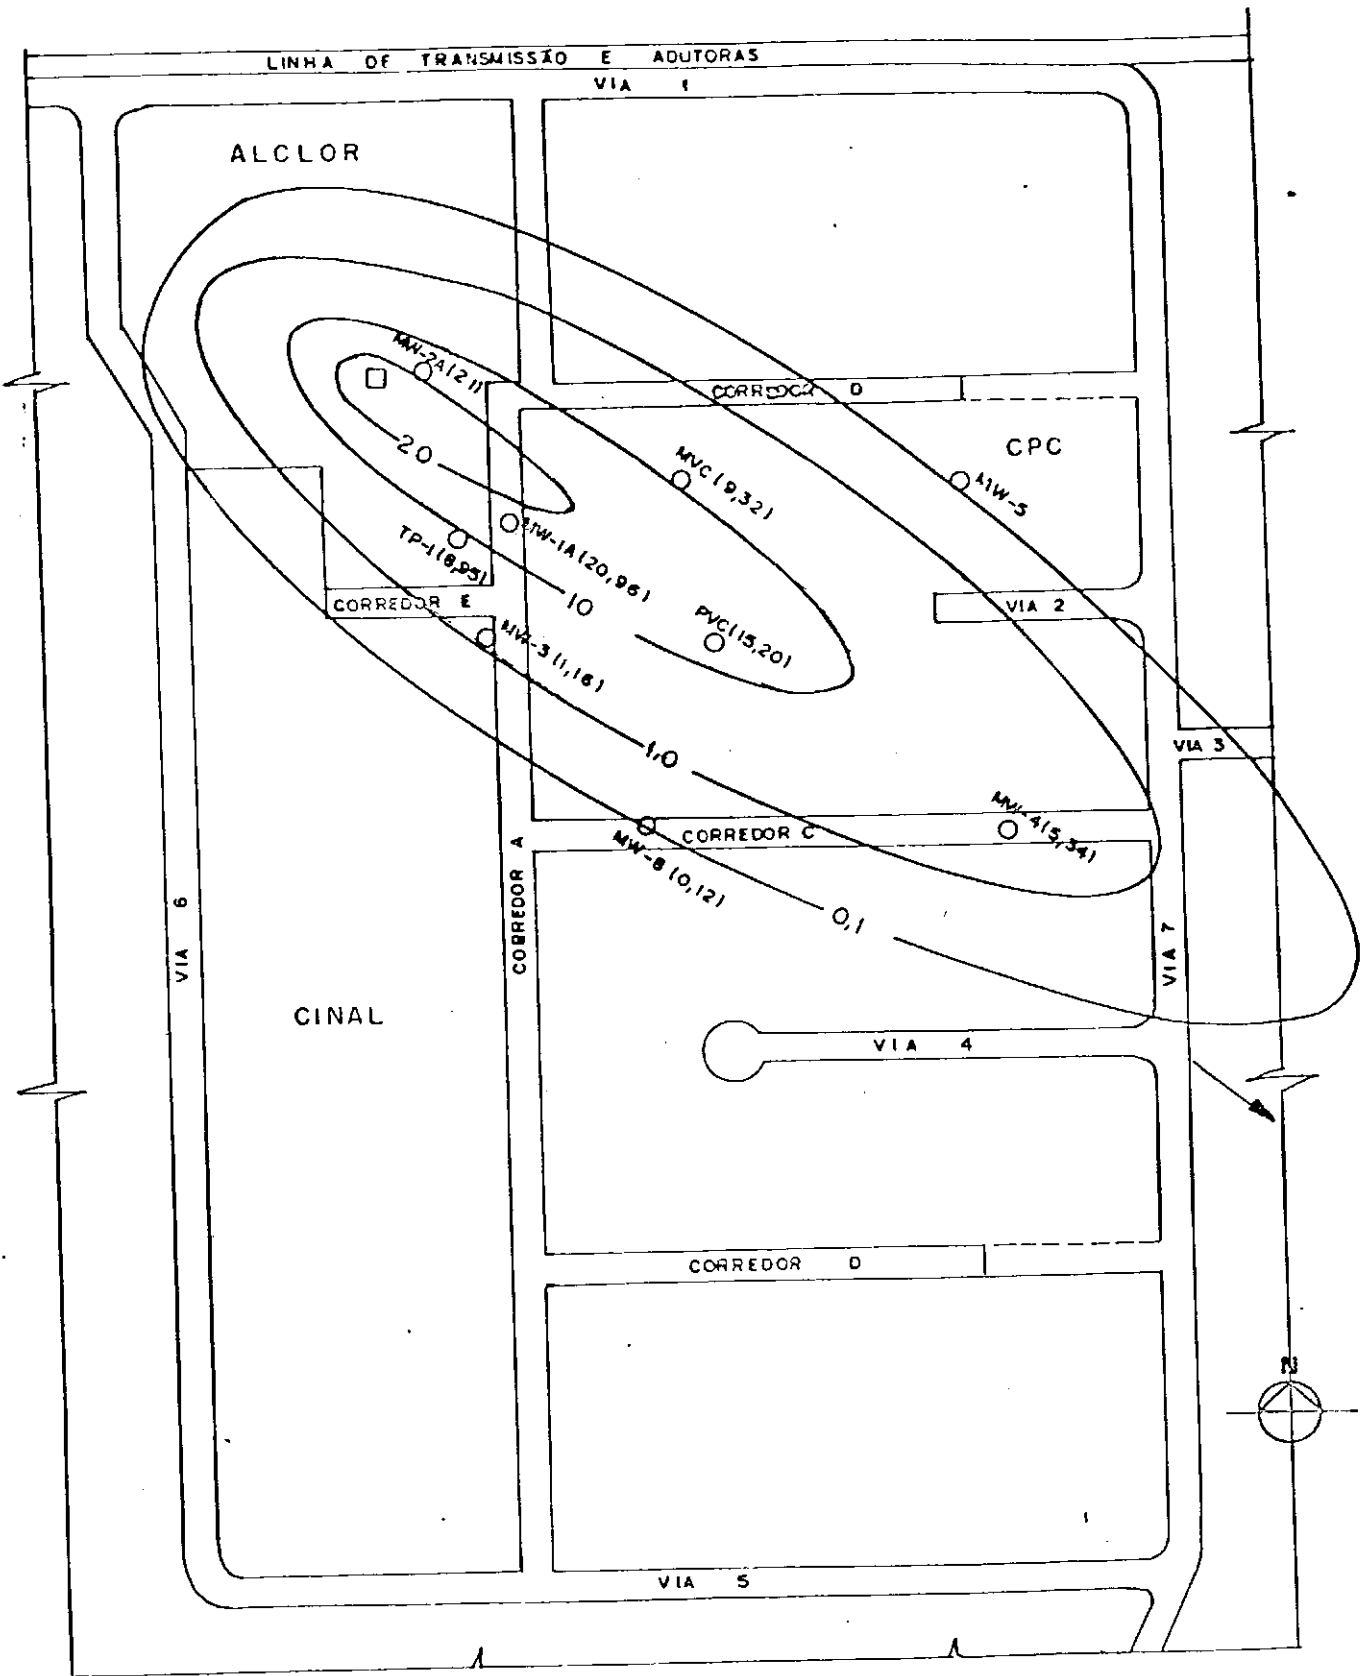 LINHA DE TRANSMISSÃO E ADUTORAS
VIA 1
ALCLOR
MW-2A(21)
CORREDOR D
CPC
20
MVC (9,32)
MW-5
MW-1A(20,96)
TP-1(8,95)
CORREDOR E
10
VIA 2
PVC(15,20)
MW-3 (1,16)
1,0
VIA 3
MW-4(5,34)
CORREDOR C
MW-8 (0,12)
CORREDOR A
VIA 6
0,1
VIA 7
CINAL
VIA 4
CORREDOR D
N
VIA 5